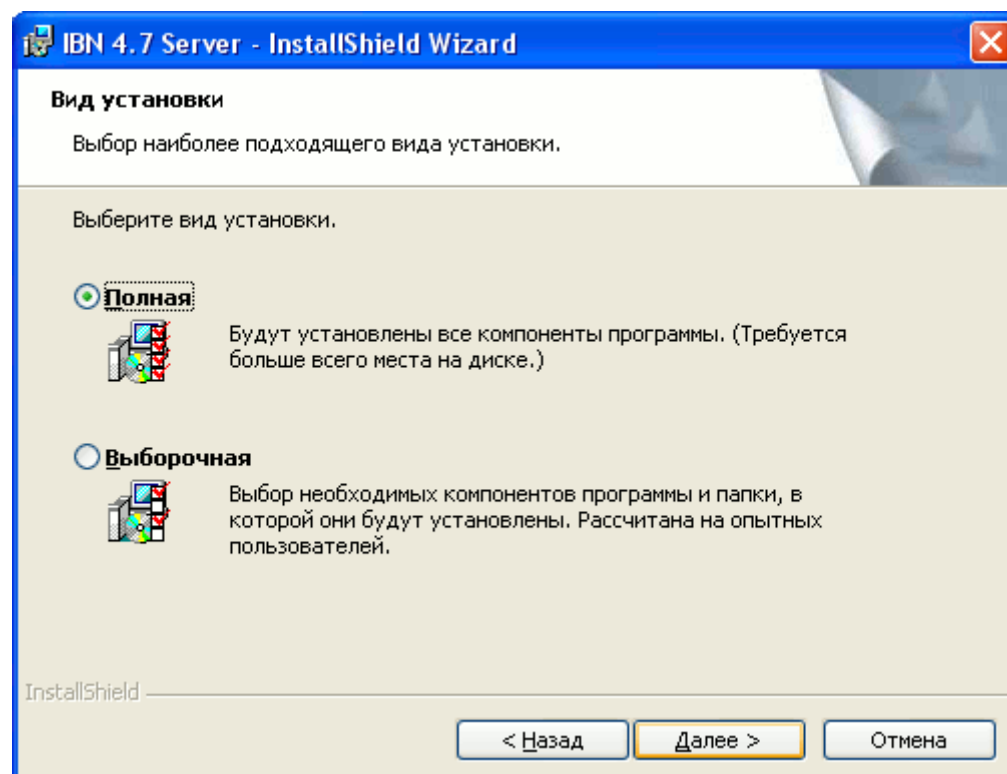 IBN 4.7 Server - InstallShield Wizard
Вид установки
Выбор наиболее подходящего вида установки.
Выберите вид установки.
Полная
Будут установлены все компоненты программы. (Требуется
больше всего места на диске.)
Выборочная
Выбор необходимых компонентов программы и папки, в
которой они будут установлены. Рассчитана на опытных
пользователей.
InstallShield
< Назад
Далее >
Отмена